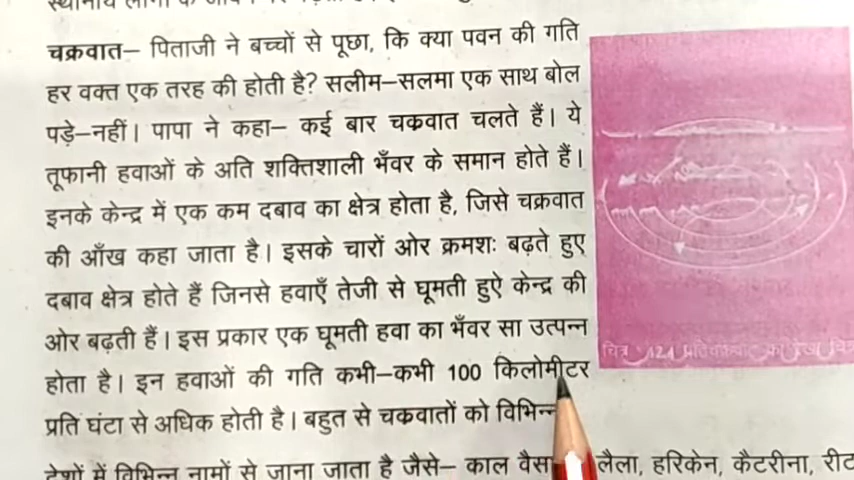 चक्रवात– पिताजी ने बच्चों से पूछा, कि क्या पवन की गति
हर वक्त एक तरह की होती है? सलीम–सलमा एक साथ बोल
पड़े–नहीं। पापा ने कहा– कई बार चक्रवात चलते हैं। ये
तूफानी हवाओं के अति शक्तिशाली भँवर के समान होते हैं।
इनके केन्द्र में एक कम दबाव का क्षेत्र होता है, जिसे चक्रवात
की आँख कहा जाता है। इसके चारों ओर क्रमशः बढ़ते हुए
दबाव क्षेत्र होते हैं जिनसे हवाएँ तेजी से घूमती हुऐ केन्द्र की
ओर बढ़ती हैं। इस प्रकार एक घूमती हवा का भँवर सा उत्पन्न
होता है। इन हवाओं की गति कभी–कभी 100 किलोमीटर
प्रति घंटा से अधिक होती है। बहुत से चक्रवातों को विभिन्न
देशों में विभिन्न नामों से जाना जाता है जैसे– काल लैला, हरिकेन, कैटरीना,
चित्र